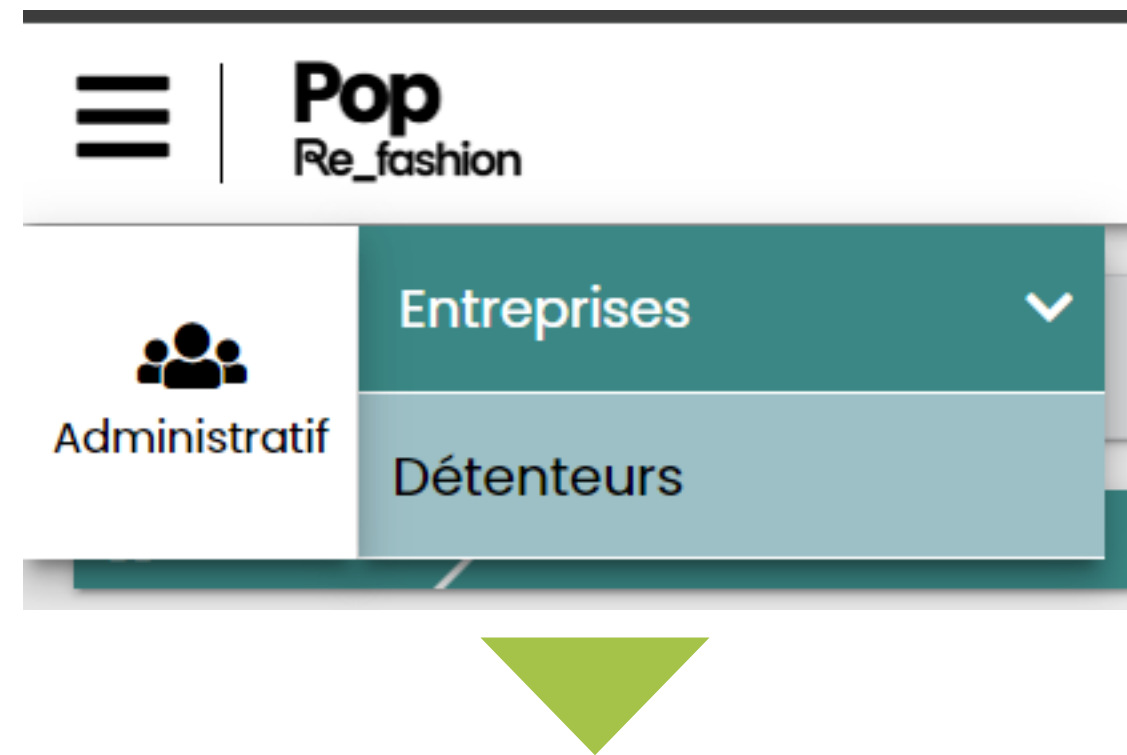 Pop
Re_fashion
Entreprises
Administratif
Détenteurs